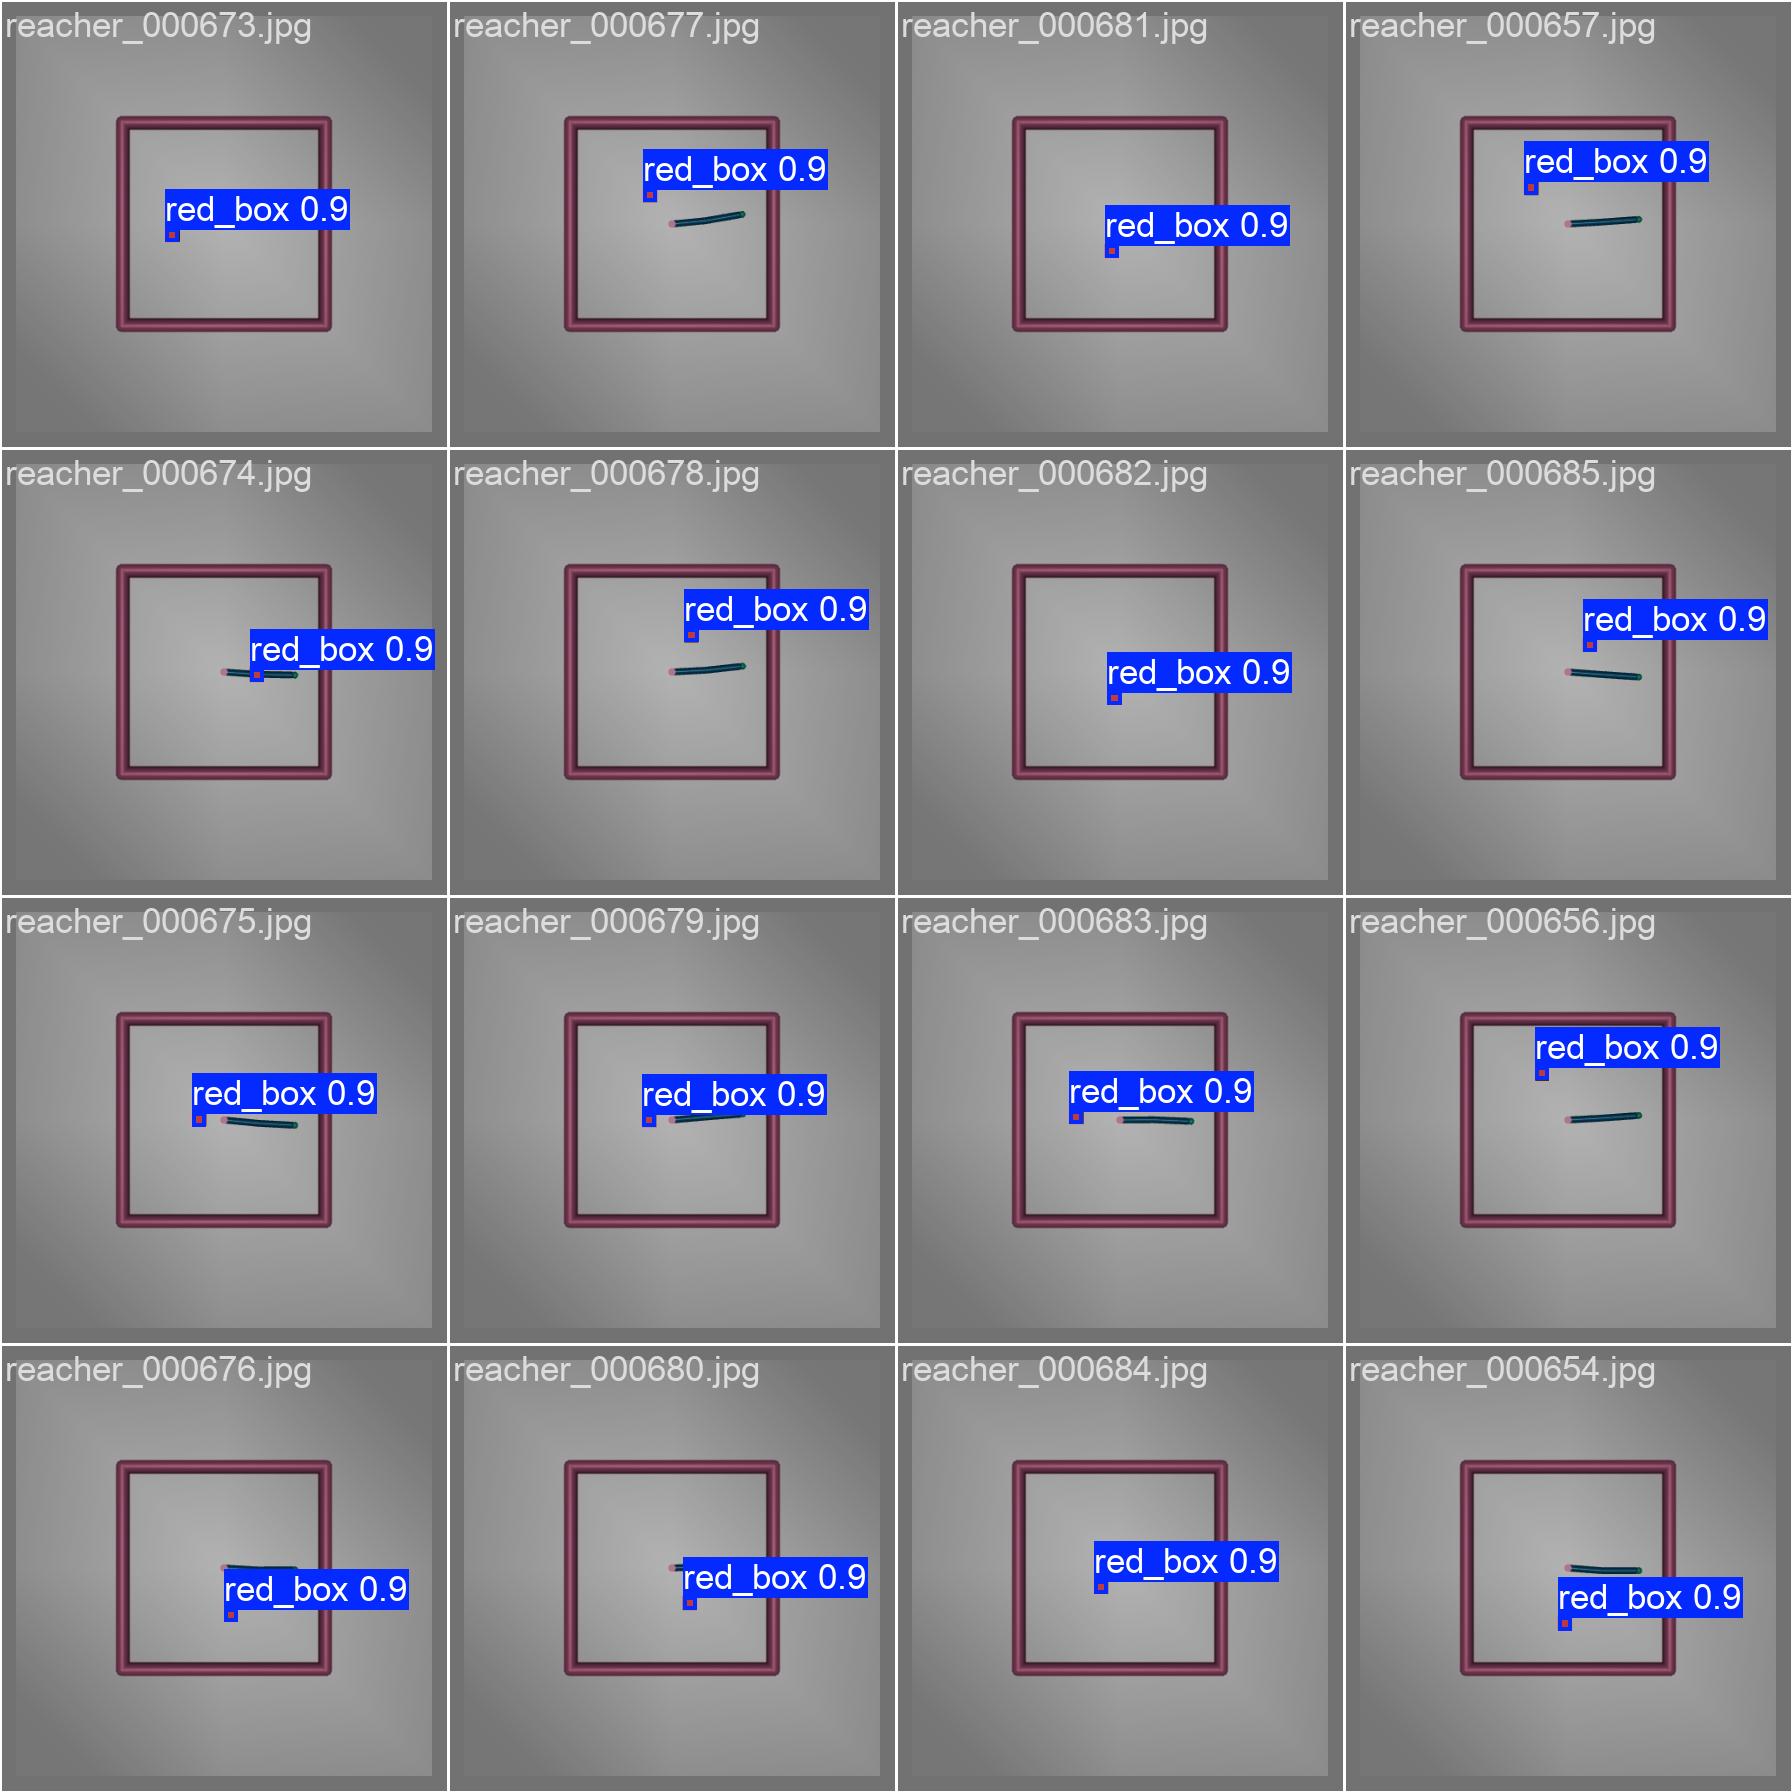 reacher_000673.jpg
red_box 0.9
reacher_000677.jpg
red_box 0.9
reacher_000681.jpg
red_box 0.9
reacher_000657.jpg
red_box 0.9
reacher_000674.jpg
red_box 0.9
reacher_000678.jpg
red_box 0.9
reacher_000682.jpg
red_box 0.9
reacher_000685.jpg
red_box 0.9
reacher_000675.jpg
red_box 0.9
reacher_000679.jpg
red_box 0.9
reacher_000683.jpg
red_box 0.9
reacher_000656.jpg
red_box 0.9
reacher_000676.jpg
red_box 0.9
reacher_000680.jpg
red_box 0.9
reacher_000684.jpg
red_box 0.9
reacher_000654.jpg
red_box 0.9